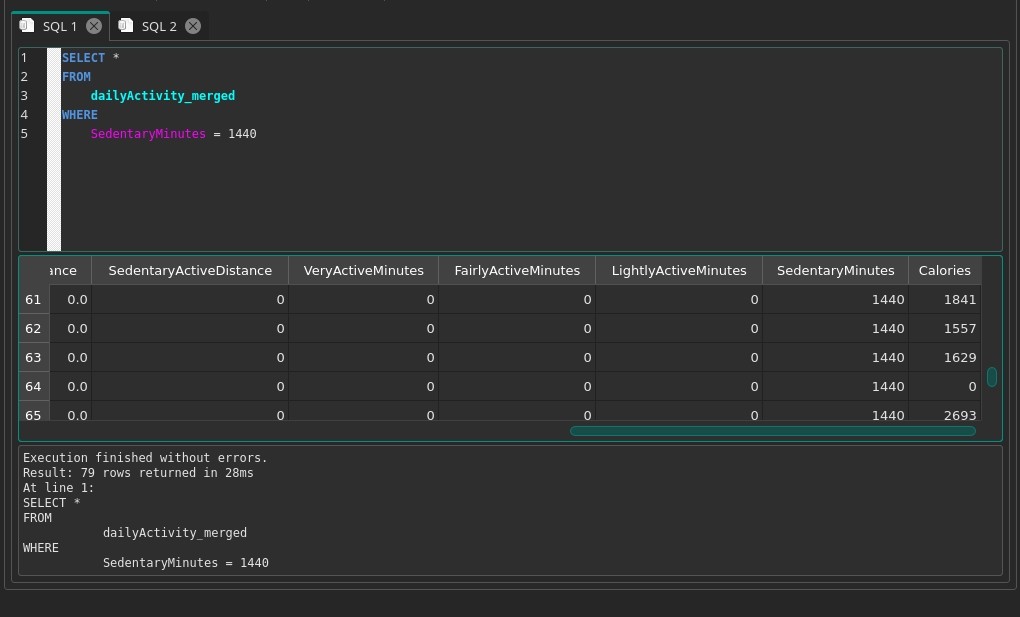 SQL 1 SQL 2
1 SELECT *
2 FROM
3 dailyActivity_merged
4 WHERE
5 SedentaryMinutes = 1440
ance SedentaryActiveDistance VeryActiveMinutes FairlyActiveMinutes LightlyActiveMinutes SedentaryMinutes Calories
61 0.0 0 0 0 0 1440 1841
62 0.0 0 0 0 0 1440 1557
63 0.0 0 0 0 0 1440 1629
64 0.0 0 0 0 0 1440 0
65 0.0 0 0 0 0 1440 2693
Execution finished without errors.
Result: 79 rows returned in 28ms
At line 1:
SELECT *
FROM
dailyActivity_merged
WHERE
SedentaryMinutes = 1440